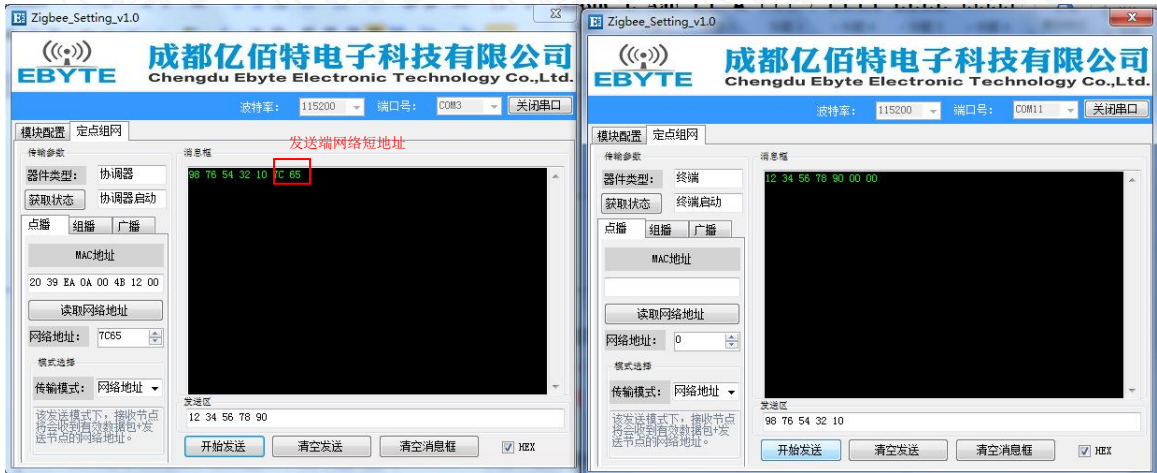 Zigbee_Setting_v1.0
EBYTE
成都亿佰特电子科技有限公司
Chengdu Ebyte Electronic Technology Co.,Ltd.
波特率： 115200 端口号： COM3 关闭串口
模块配置 定点组网
发送端网络短地址
传输参数
消息框
器件类型： 协调器
98 76 54 32 10 7C 65
获取状态 协调器启动
点播 组播 广播
MAC地址
20 39 EA 0A 00 4B 12 00
读取网络地址
网络地址： 7C65
模式选择
传输模式： 网络地址
该发送模式下，接收节点
将会收到有效数据包+发
送节点的网络地址。
发送区
12 34 56 78 90
开始发送 清空发送 清空消息框 HEX
Zigbee_Setting_v1.0
EBYTE
成都亿佰特电子科技有限公司
Chengdu Ebyte Electronic Technology Co.,Ltd.
波特率： 115200 端口号： COM11 关闭串口
模块配置 定点组网
传输参数
消息框
器件类型： 终端
12 34 56 78 90 00 00
获取状态 终端启动
点播 组播 广播
MAC地址
读取网络地址
网络地址： 0
模式选择
传输模式： 网络地址
该发送模式下，接收节点
将会收到有效数据包+发
送节点的网络地址。
发送区
98 76 54 32 10
开始发送 清空发送 清空消息框 HEX